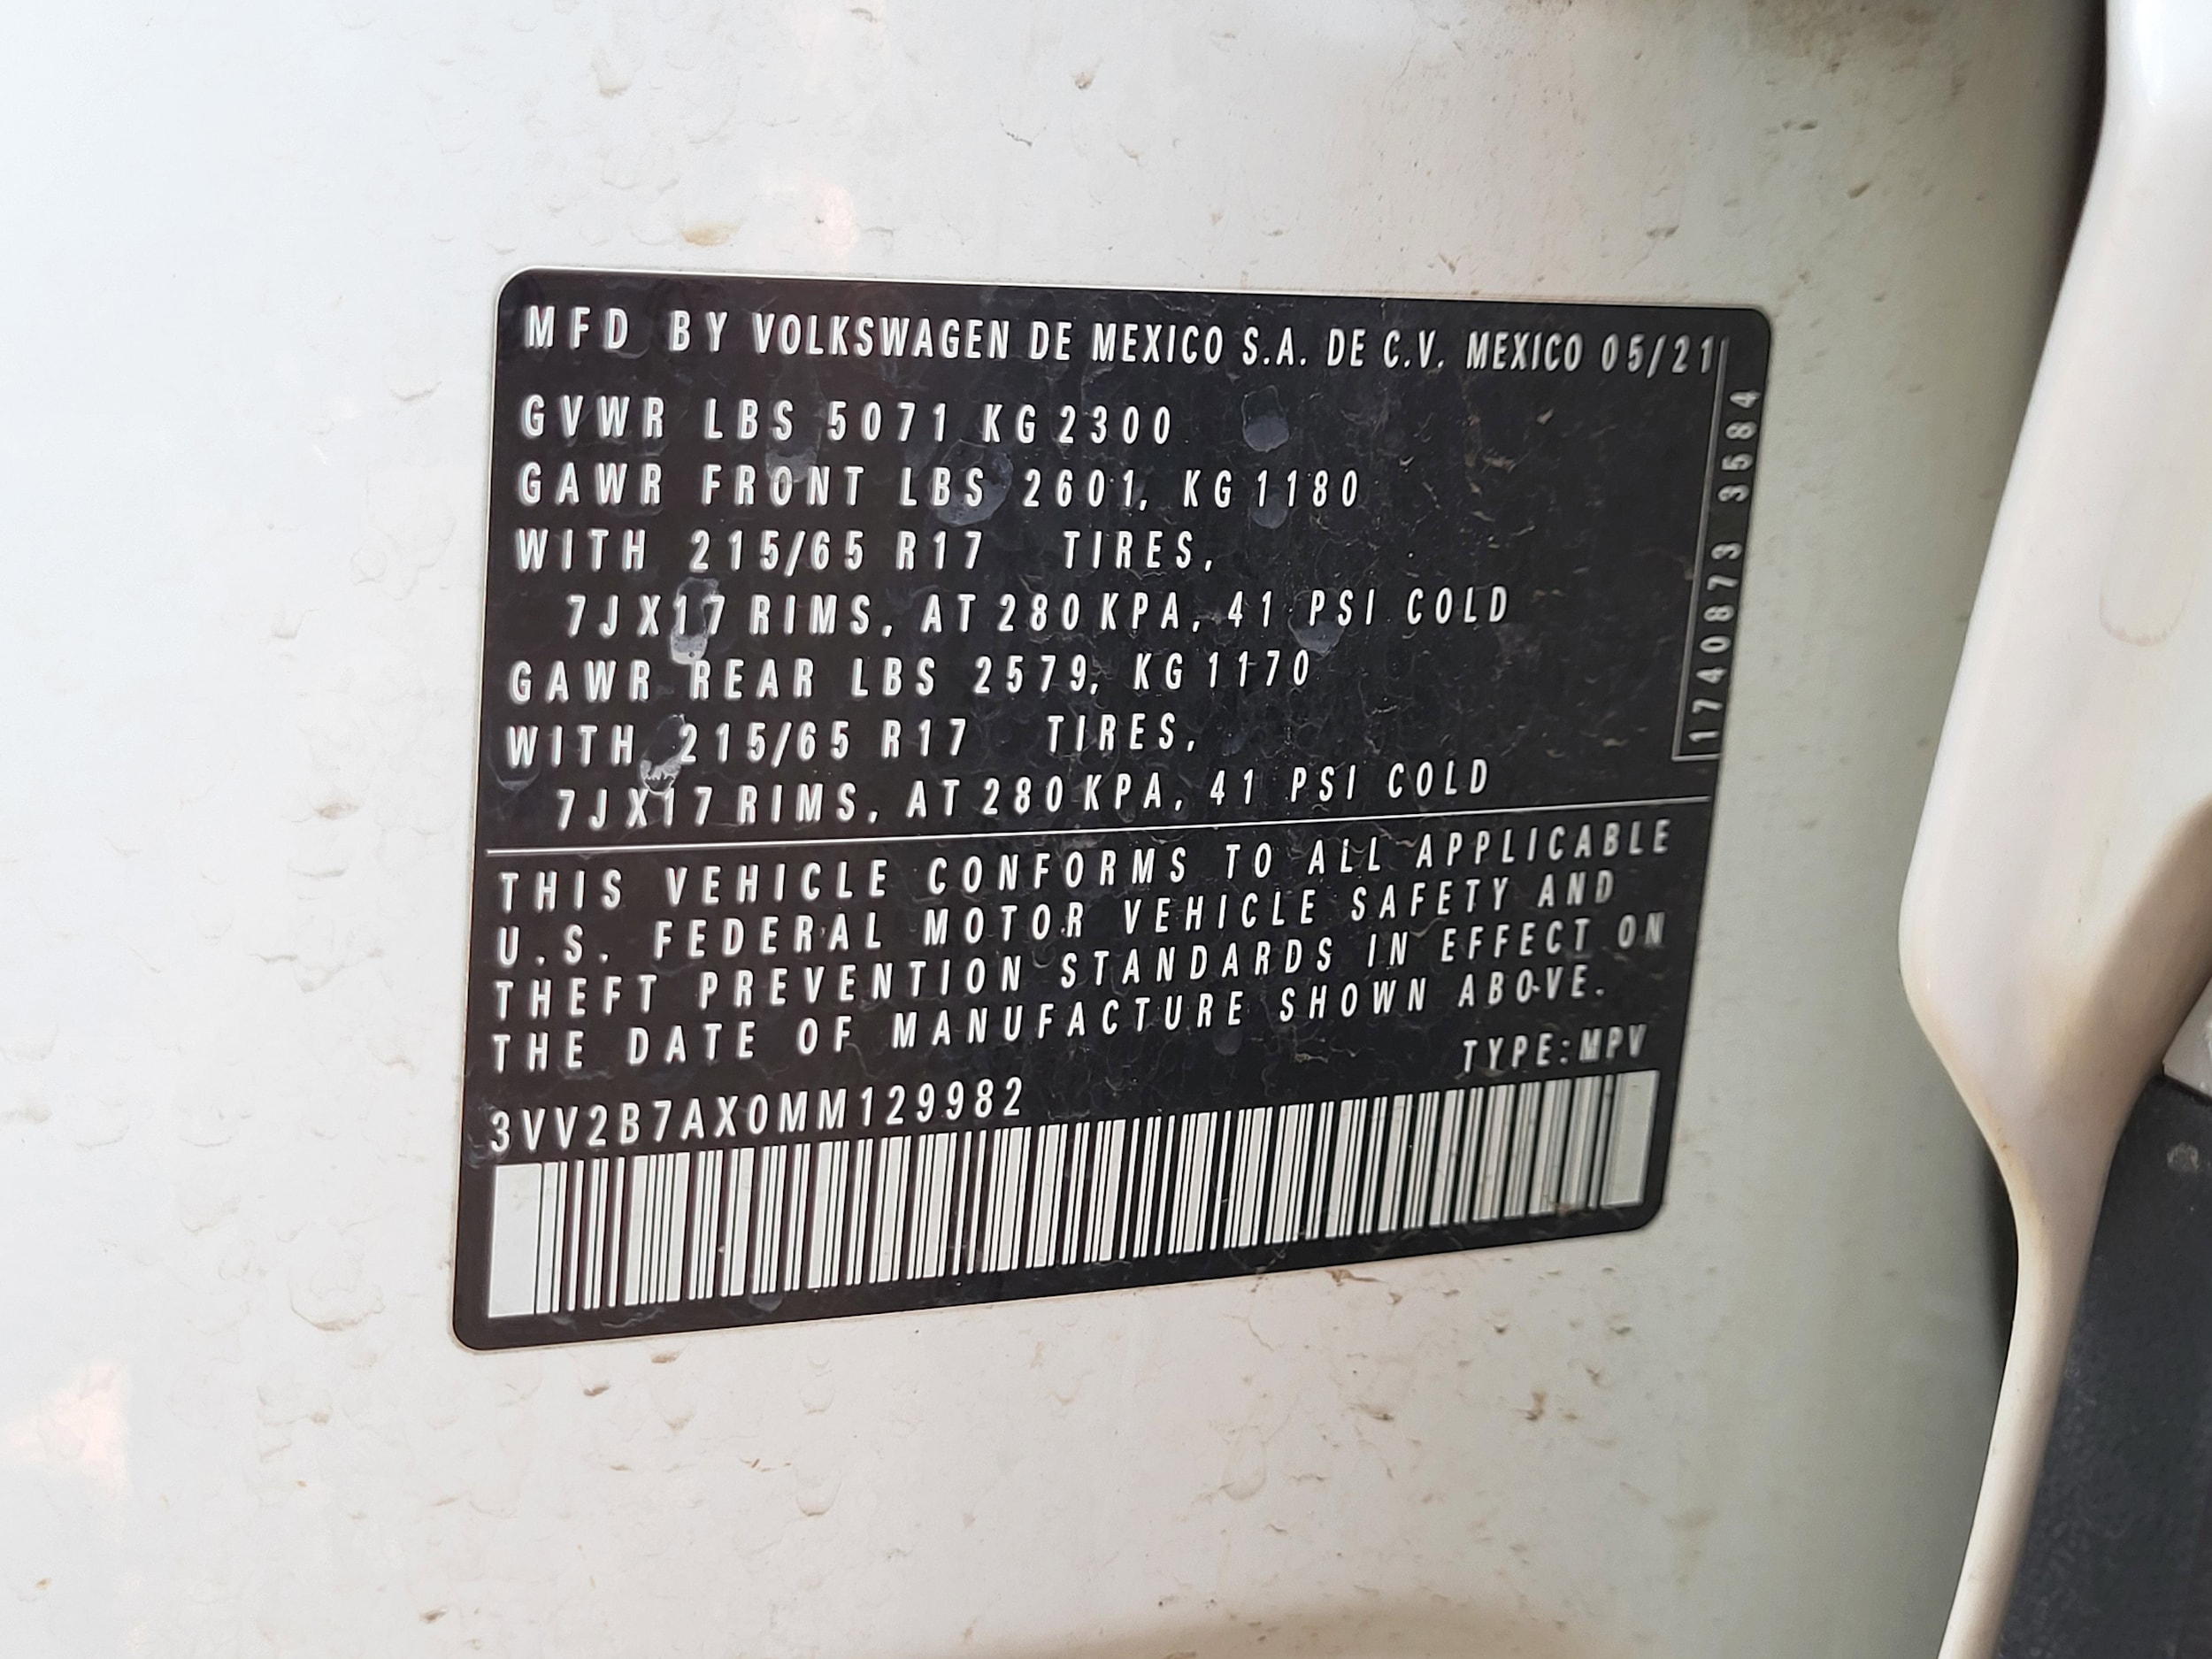 MFD BY VOLKSWAGEN DE MEXICO S.A. DE C.V. MEXICO 05/21
GVWR LBS 5071 KG 2300
GAWR FRONT LBS 2601, KG 1180
WITH 215/65 R17 TIRES,
7JX17 RIMS, AT 280 KPA, 41 PSI COLD
GAWR REAR LBS 2579, KG 1170
WITH 215/65 R17 TIRES,
7JX17 RIMS, AT 280 KPA, 41 PSI COLD
1740873 3584
THIS VEHICLE CONFORMS TO ALL APPLICABLE
U.S. FEDERAL MOTOR VEHICLE SAFETY AND
THEFT PREVENTION STANDARDS IN EFFECT ON
THE DATE OF MANUFACTURE SHOWN ABOVE.
TYPE:MPV
3VV2B7AX0MM129982